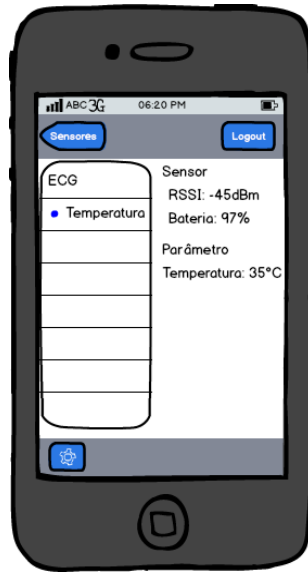 ABC 3G 06:20 PM
Sensores
Logout
ECG
Temperatura
Sensor
RSSI: -45dBm
Bateria: 97%
Parâmetro
Temperatura: 35°C